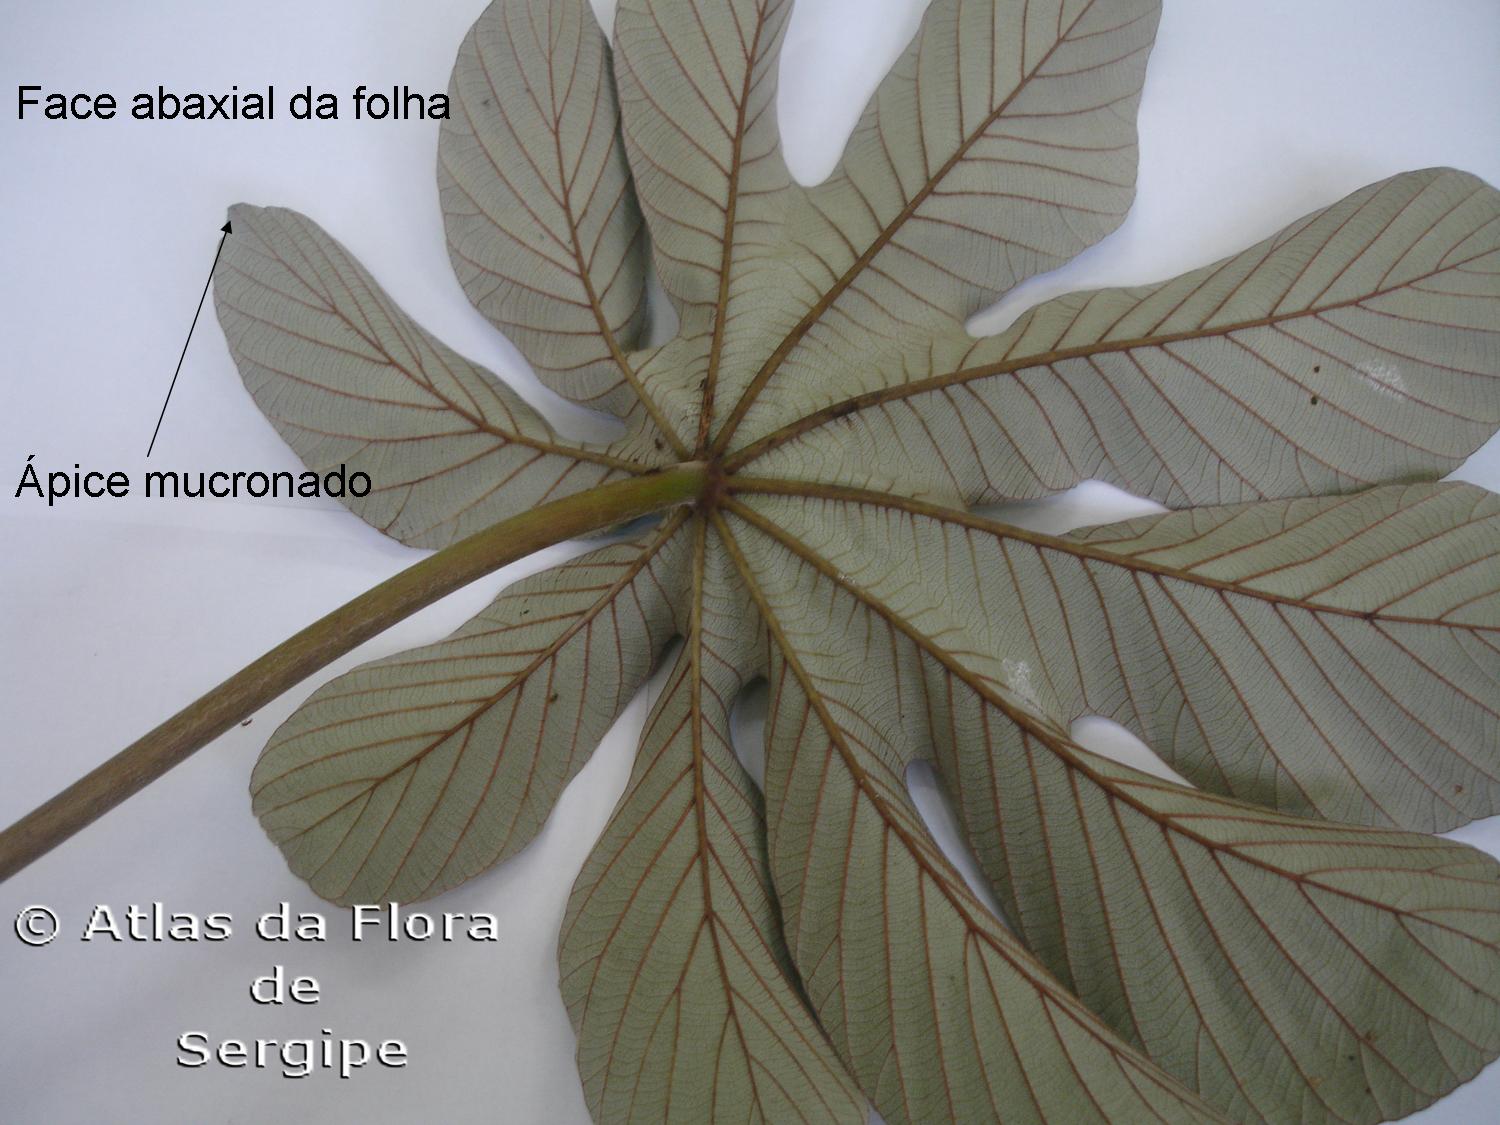 Face abaxial da folha
Ápice mucronado
© Atlas da Flora
de
Sergipe